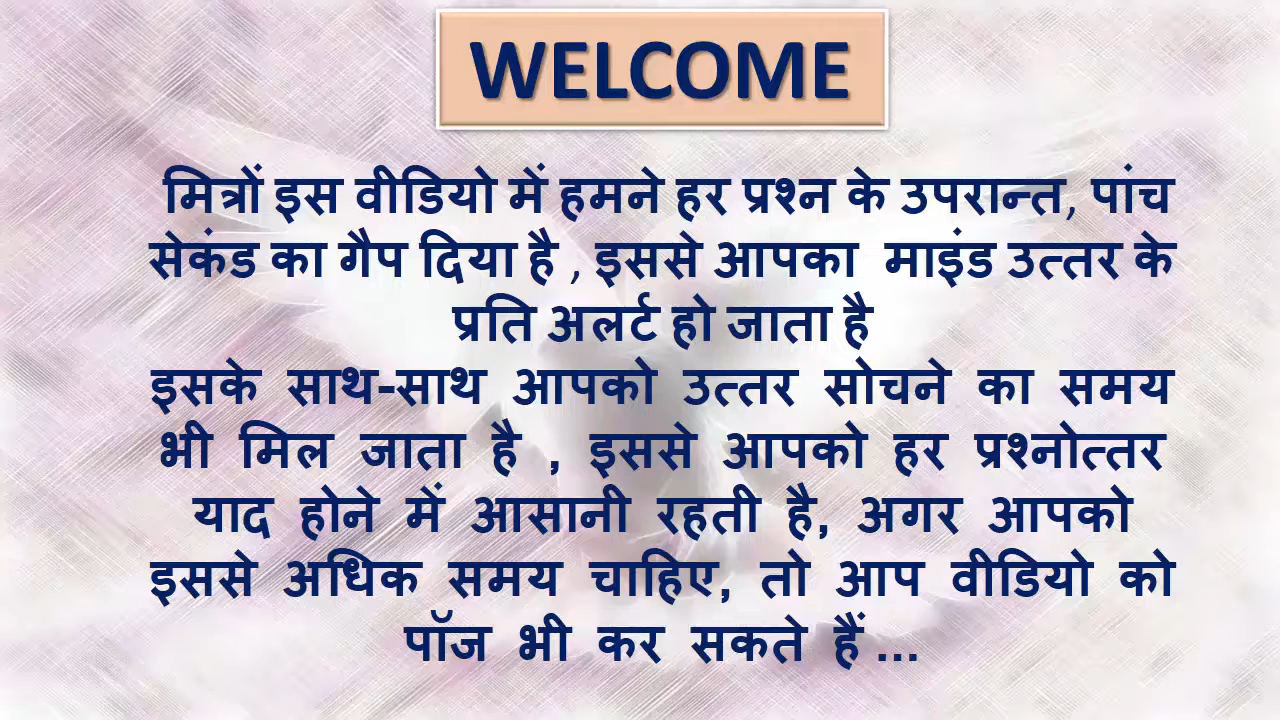 WELCOME
मित्रों इस वीडियो में हमने हर प्रश्न के उपरान्त, पांच
सेकंड का गैप दिया है , इससे आपका माइंड उत्तर के
प्रति अलर्ट हो जाता है
इसके साथ-साथ आपको उत्तर सोचने का समय
भी मिल जाता है , इससे आपको हर प्रश्नोत्तर
याद होने में आसानी रहती है, अगर आपको
इससे अधिक समय चाहिए, तो आप वीडियो को
पॉज भी कर सकते हैं ...